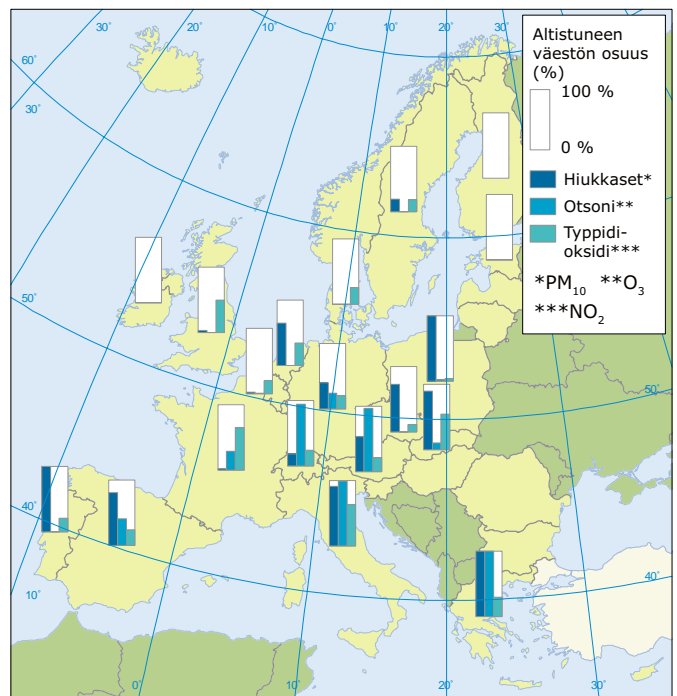 30˚
20˚
10˚
0˚
10˚
20˚
30˚
60˚
30˚
50˚
20˚
40˚
10˚
0˚
10˚
20˚
30˚
50˚
40˚
Altistuneen
väestön osuus
(%)
100 %
0 %
Hiukkaset*
Otsoni**
Typpidi-
oksidi***
*PM10 **O3
***NO2